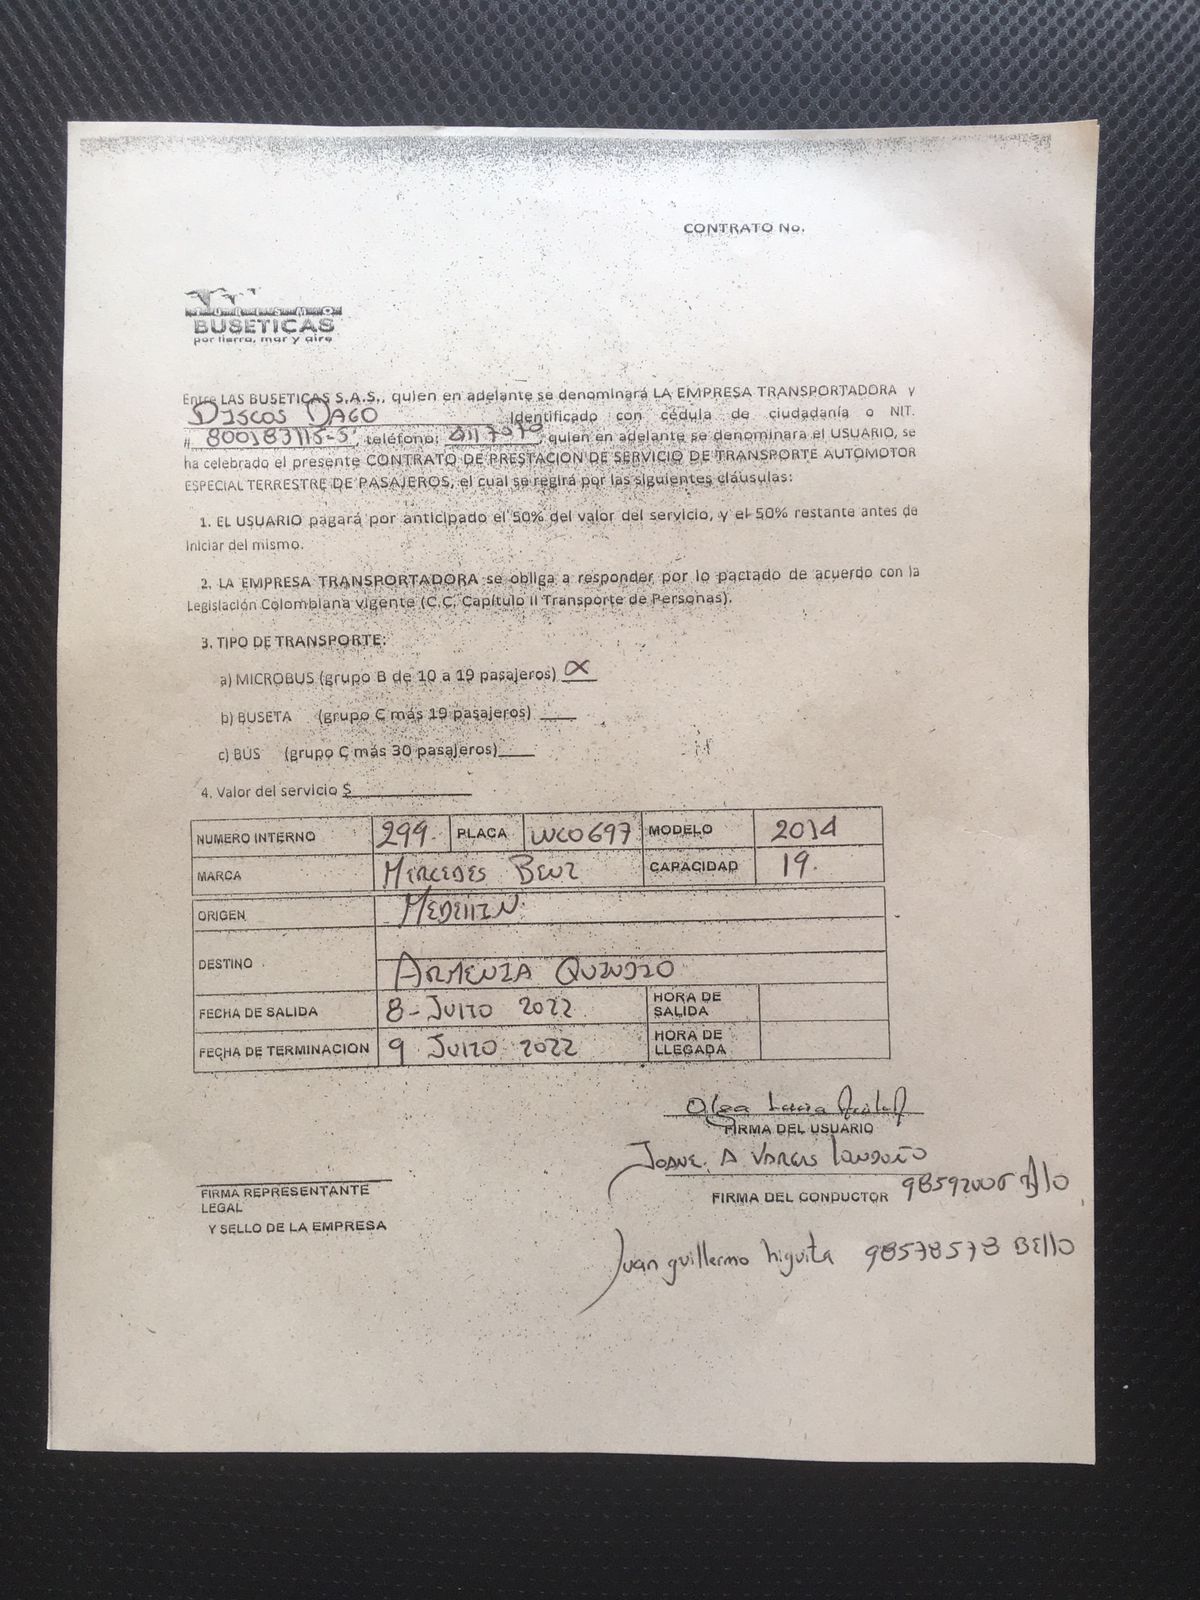 CONTRATO No.
TURISMO
BUSETICAS
por tierra, mar y aire
Entre LAS BUSETICAS S.A.S., quien en adelante se denominará LA EMPRESA TRANSPORTADORA y
DISCOS DAGO Identificado con cédula de ciudadanía o NIT.
# 800183115-5, teléfono: quien en adelante se denominara el USUARIO, se
ha celebrado el presente CONTRATO DE PRESTACION DE SERVICIO DE TRANSPORTE AUTOMOTOR
ESPECIAL TERRESTRE DE PASAJEROS, el cual se regirá por las siguientes cláusulas:
1. EL USUARIO pagará por anticipado el 50% del valor del servicio, y el 50% restante antes de
Iniciar del mismo.
2. LA EMPRESA TRANSPORTADORA se obliga a responder por lo pactado de acuerdo con la
Legislación Colombiana vigente (C.C. Capítulo II Transporte de Personas).
3. TIPO DE TRANSPORTE:
a) MICROBUS (grupo B de 10 a 19 pasajeros) X
b) BUSETA (grupo C más 19 pasajeros) ____
c) BUS (grupo C más 30 pasajeros)____
4. Valor del servicio $____________
NUMERO INTERNO 299. PLACA WCO697 MODELO 2014
MARCA MERCEDES BENZ CAPACIDAD 19.
ORIGEN MEDEllIN.
DESTINO ARMENIA QUINDIO
FECHA DE SALIDA 8-JUlIO 2022 HORA DE SALIDA
FECHA DE TERMINACION 9 JUlIO 2022 HORA DE LLEGADA
Olga Lucia
FIRMA DEL USUARIO
A VARGAS lONDOÑO
FIRMA DEL CONDUCTOR
FIRMA REPRESENTANTE
LEGAL
Y SELLO DE LA EMPRESA
Juan guillermo higuita 98578578 BEllO